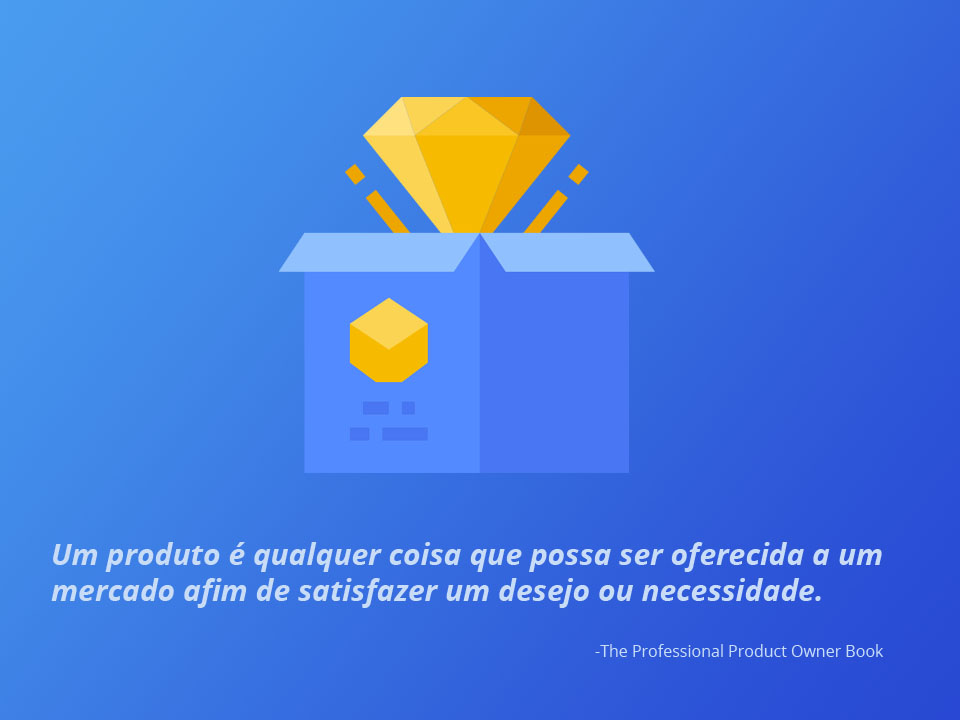 Um produto é qualquer coisa que possa ser oferecida a um
mercado afim de satisfazer um desejo ou necessidade.
-The Professional Product Owner Book